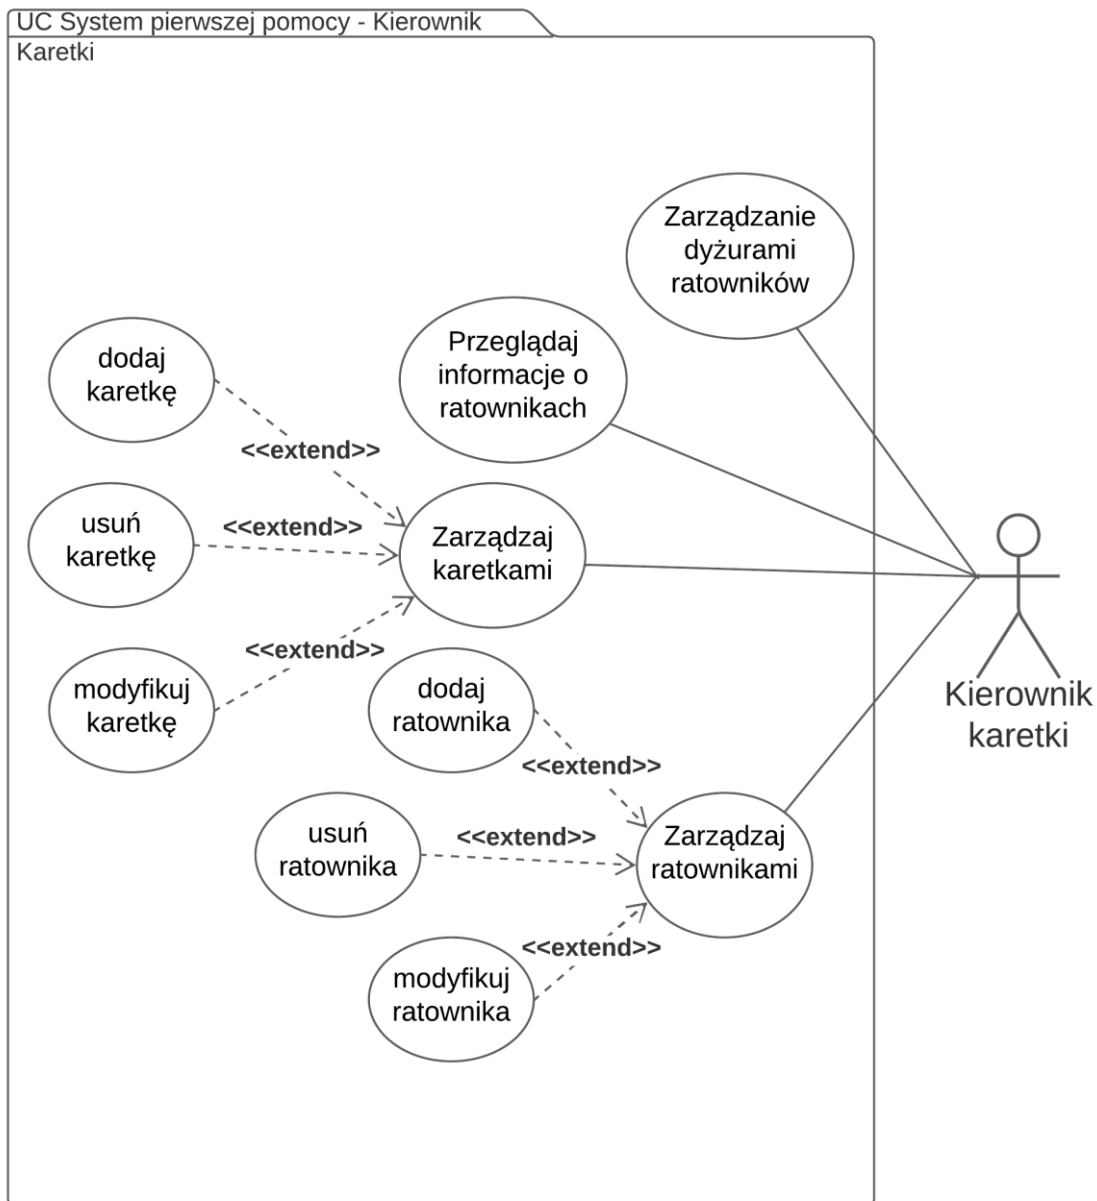 UC System pierwszej pomocy - Kierownik
Karetki
Zarządzanie
dyżurami
ratowników
Przeglądaj
informacje o
ratownikach
dodaj
karetkę
<<extend>>
usuń
karetkę
<<extend>>
Zarządzaj
karetkami
<<extend>>
modyfikuj
karetkę
dodaj
ratownika
Kierownik
karetki
<<extend>>
usuń
ratownika
<<extend>>
Zarządzaj
ratownikami
<<extend>>
modyfikuj
ratownika